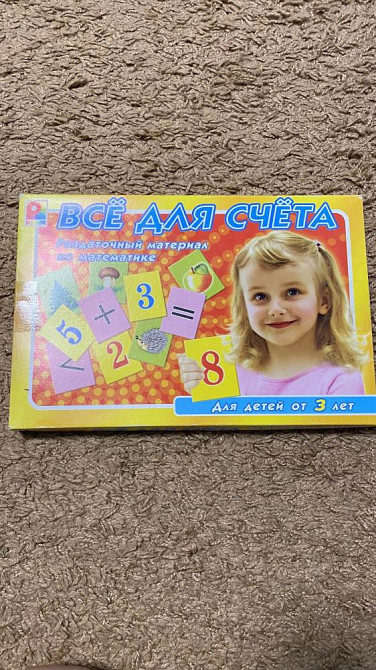 ВСЁ ДЛЯ СЧЁТА
Раздаточный материал
по математике
3
5
+
=
<
2
8
Для детей от 3 лет